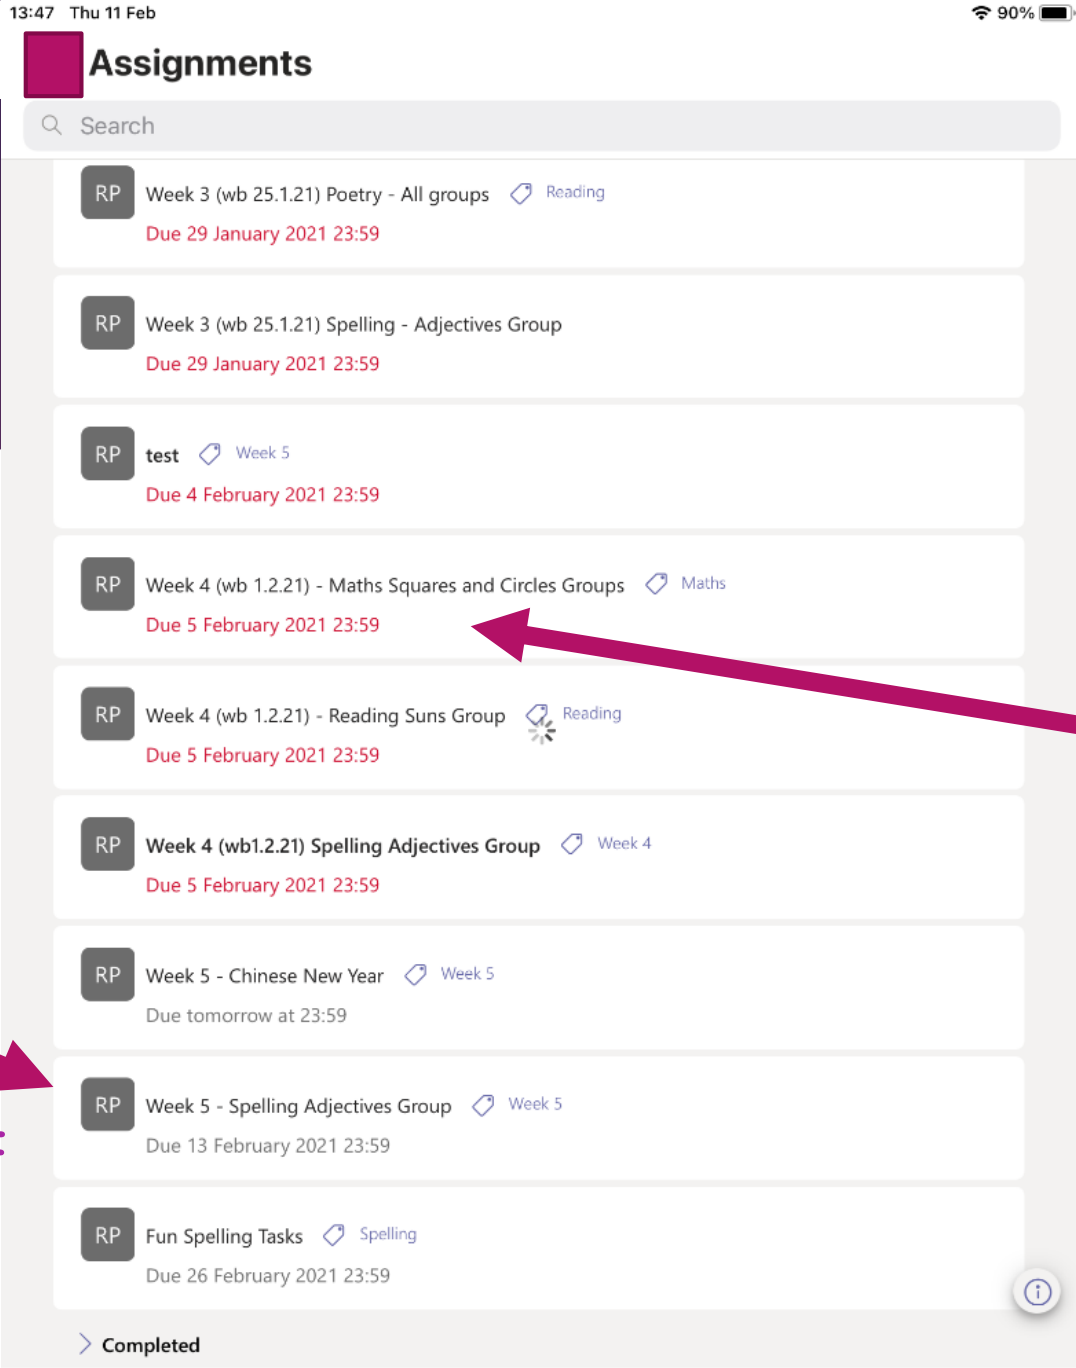 13:47 Thu 11 Feb
90%
Assignments
Search
RP
Week 3 (wb 25.1.21) Poetry - All groups
Reading
Due 29 January 2021 23:59
RP
Week 3 (wb 25.1.21) Spelling - Adjectives Group
Due 29 January 2021 23:59
RP
test
Week 5
Due 4 February 2021 23:59
RP
Week 4 (wb 1.2.21) - Maths Squares and Circles Groups
Maths
Due 5 February 2021 23:59
RP
Week 4 (wb 1.2.21) - Reading Suns Group
Reading
Due 5 February 2021 23:59
RP
Week 4 (wb1.2.21) Spelling Adjectives Group
Week 4
Due 5 February 2021 23:59
RP
Week 5 - Chinese New Year
Week 5
Due tomorrow at 23:59
RP
Week 5 - Spelling Adjectives Group
Week 5
Due 13 February 2021 23:59
RP
Fun Spelling Tasks
Spelling
Due 26 February 2021 23:59
Completed